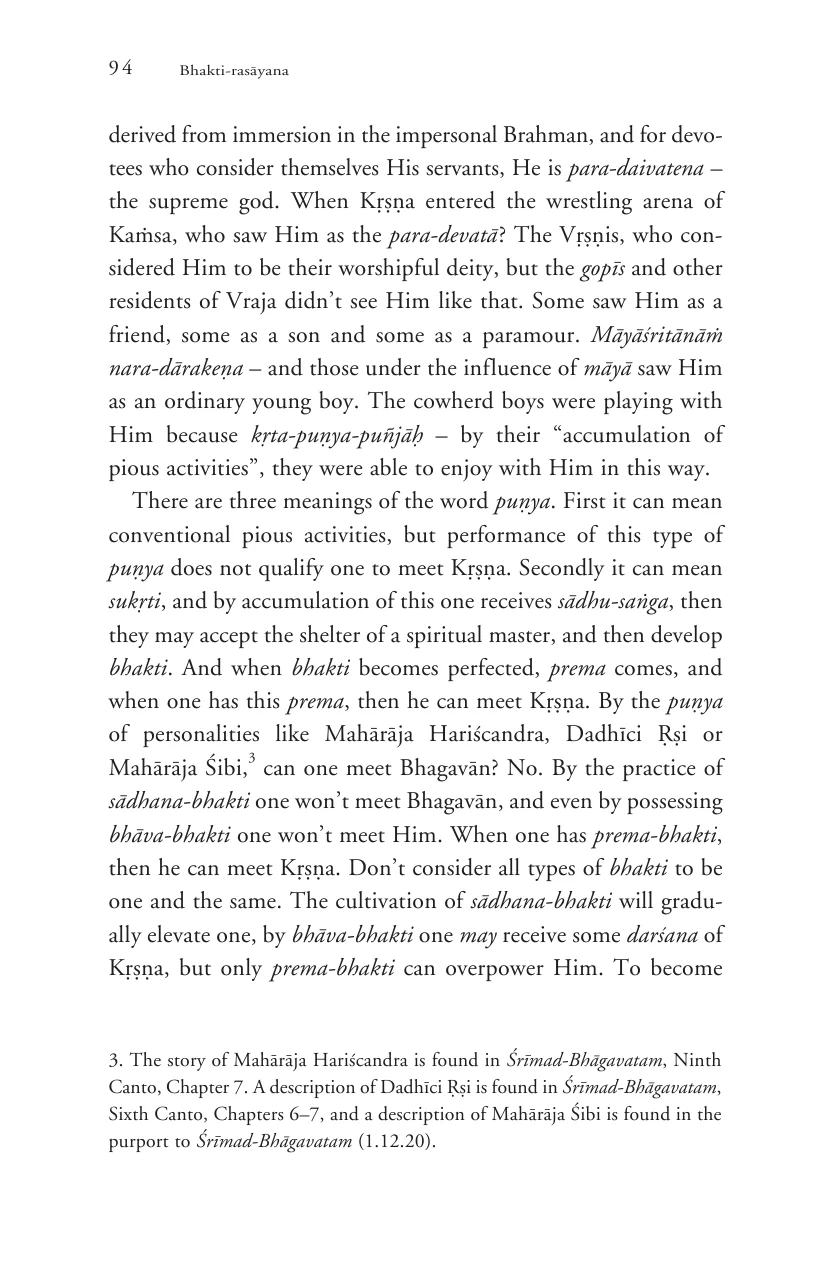 94 Bhakti-rasāyana
derived from immersion in the impersonal Brahman, and for devo-
tees who consider themselves His servants, He is para-daivatena –
the supreme god. When Kṛṣṇa entered the wrestling arena of
Kaṁsa, who saw Him as the para-devatā? The Vṛṣṇis, who con-
sidered Him to be their worshipful deity, but the gopīs and other
residents of Vraja didn’t see Him like that. Some saw Him as a
friend, some as a son and some as a paramour. Māyāśritānāṁ
nara-dārakeṇa – and those under the influence of māyā saw Him
as an ordinary young boy. The cowherd boys were playing with
Him because kṛta-puṇya-puñjāḥ – by their “accumulation of
pious activities”, they were able to enjoy with Him in this way.
There are three meanings of the word puṇya. First it can mean
conventional pious activities, but performance of this type of
puṇya does not qualify one to meet Kṛṣṇa. Secondly it can mean
sukṛti, and by accumulation of this one receives sādhu-saṅga, then
they may accept the shelter of a spiritual master, and then develop
bhakti. And when bhakti becomes perfected, prema comes, and
when one has this prema, then he can meet Kṛṣṇa. By the puṇya
of personalities like Mahārāja Hariścandra, Dadhīci Ṛṣi or
Mahārāja Śibi,3 can one meet Bhagavān? No. By the practice of
sādhana-bhakti one won’t meet Bhagavān, and even by possessing
bhāva-bhakti one won’t meet Him. When one has prema-bhakti,
then he can meet Kṛṣṇa. Don’t consider all types of bhakti to be
one and the same. The cultivation of sādhana-bhakti will gradu-
ally elevate one, by bhāva-bhakti one may receive some darśana of
Kṛṣṇa, but only prema-bhakti can overpower Him. To become
3. The story of Mahārāja Hariścandra is found in Śrīmad-Bhāgavatam, Ninth
Canto, Chapter 7. A description of Dadhīci Ṛṣi is found in Śrīmad-Bhāgavatam,
Sixth Canto, Chapters 6–7, and a description of Mahārāja Śibi is found in the
purport to Śrīmad-Bhāgavatam (1.12.20).